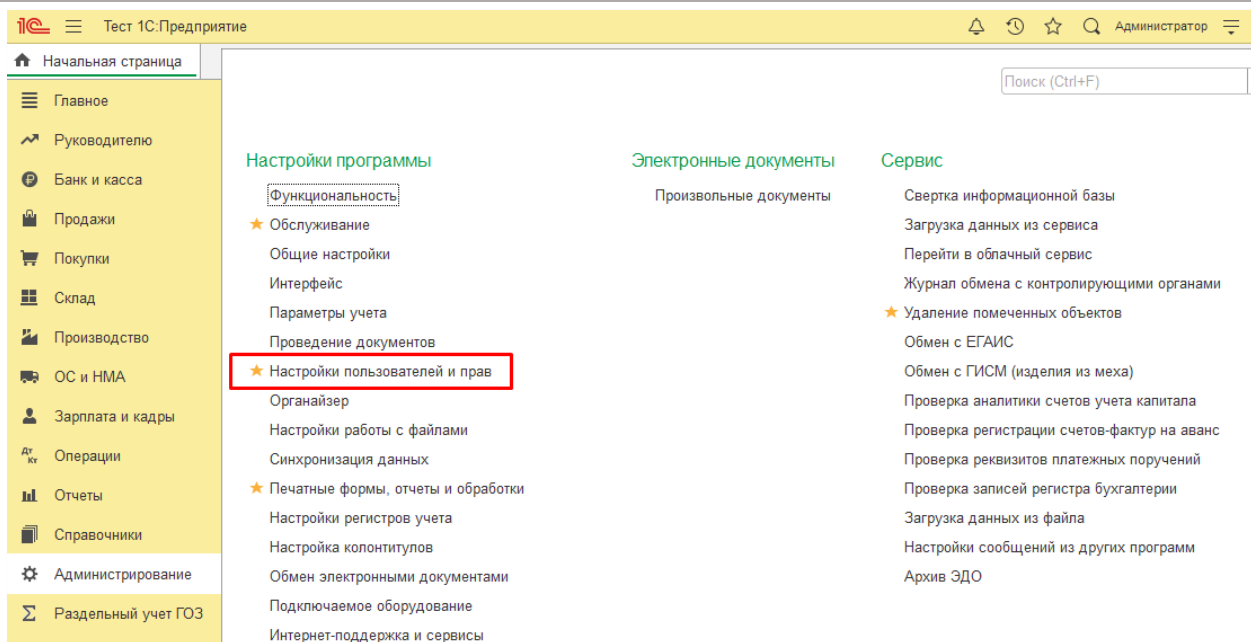 1С Тест 1С:Предприятие Администратор
Начальная страница
Поиск (Ctrl+F)
Главное
Руководителю
Банк и касса
Продажи
Покупки
Склад
Производство
ОС и НМА
Зарплата и кадры
Дт Кт Операции
Отчеты
Справочники
Администрирование
Раздельный учет ГОЗ
Настройки программы
Функциональность
Обслуживание
Общие настройки
Интерфейс
Параметры учета
Проведение документов
Настройки пользователей и прав
Органайзер
Настройки работы с файлами
Синхронизация данных
Печатные формы, отчеты и обработки
Настройки регистров учета
Настройка колонтитулов
Обмен электронными документами
Подключаемое оборудование
Интернет-поддержка и сервисы
Электронные документы
Произвольные документы
Сервис
Свертка информационной базы
Загрузка данных из сервиса
Перейти в облачный сервис
Журнал обмена с контролирующими органами
Удаление помеченных объектов
Обмен с ЕГАИС
Обмен с ГИСМ (изделия из меха)
Проверка аналитики счетов учета капитала
Проверка регистрации счетов-фактур на аванс
Проверка реквизитов платежных поручений
Проверка записей регистра бухгалтерии
Загрузка данных из файла
Настройки сообщений из других программ
Архив ЭДО